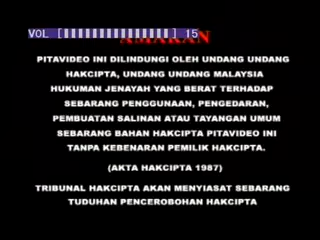 VOL [||||||||||||||||] 15
AMARAN
PITAVIDEO INI DILINDUNGI OLEH UNDANG UNDANG
HAKCIPTA, UNDANG UNDANG MALAYSIA
HUKUMAN JENAYAH YANG BERAT TERHADAP
SEBARANG PENGGUNAAN, PENGEDARAN,
PEMBUATAN SALINAN ATAU TAYANGAN UMUM
SEBARANG BAHAN HAKCIPTA PITAVIDEO INI
TANPA KEBENARAN PEMILIK HAKCIPTA.
(AKTA HAKCIPTA 1987)
TRIBUNAL HAKCIPTA AKAN MENYIASAT SEBARANG
TUDUHAN PENCEROBOHAN HAKCIPTA